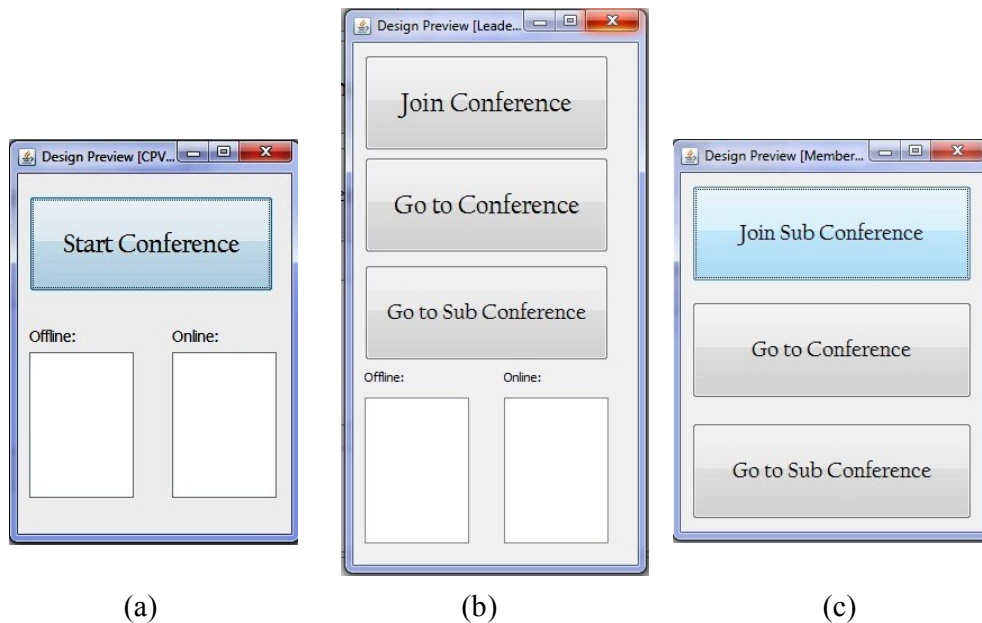 Design Preview [CPV...
Start Conference
Offline:
Online:
(a)
Design Preview [Leade...
Join Conference
Go to Conference
Go to Sub Conference
Offline:
Online:
(b)
Design Preview [Member...
Join Sub Conference
Go to Conference
Go to Sub Conference
(c)